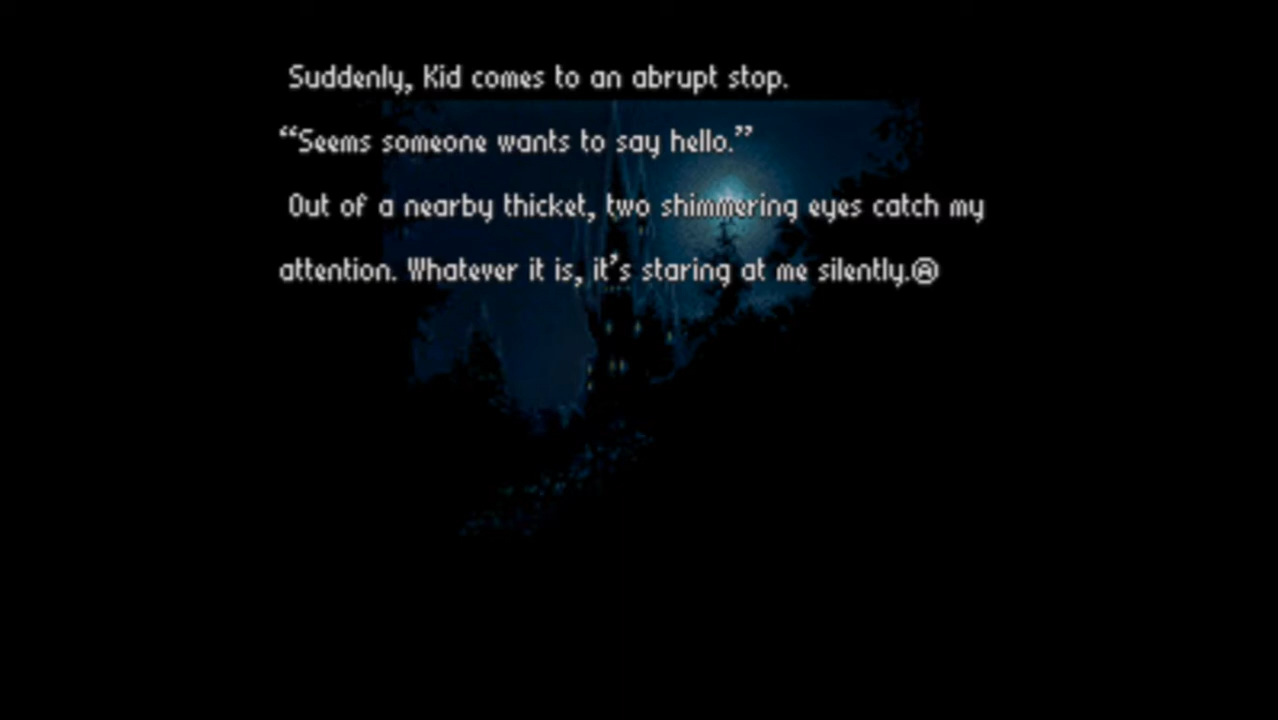 Suddenly, Kid comes to an abrupt stop.
“Seems someone wants to say hello.”
Out of a nearby thicket, two shimmering eyes catch my
attention. Whatever it is, it’s staring at me silently.